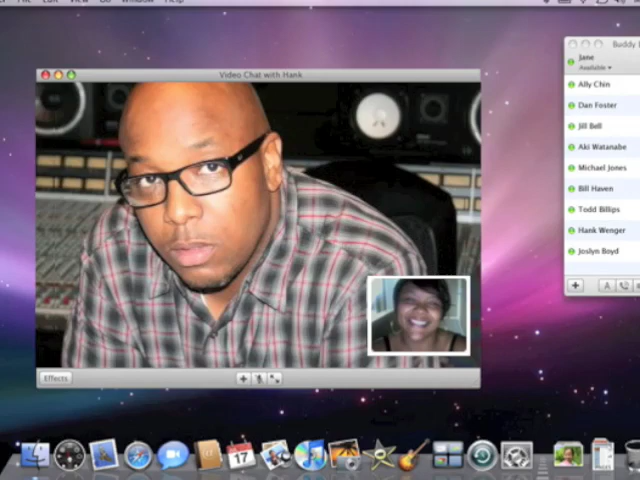 File Edit View Go Window Help
Video Chat with Hank
Effects
Buddy
Jane
Available
Ally Chin
Dan Foster
Jill Bell
Aki Watanabe
Michael Jones
Bill Haven
Todd Billips
Hank Wenger
Joslyn Boyd
A
17